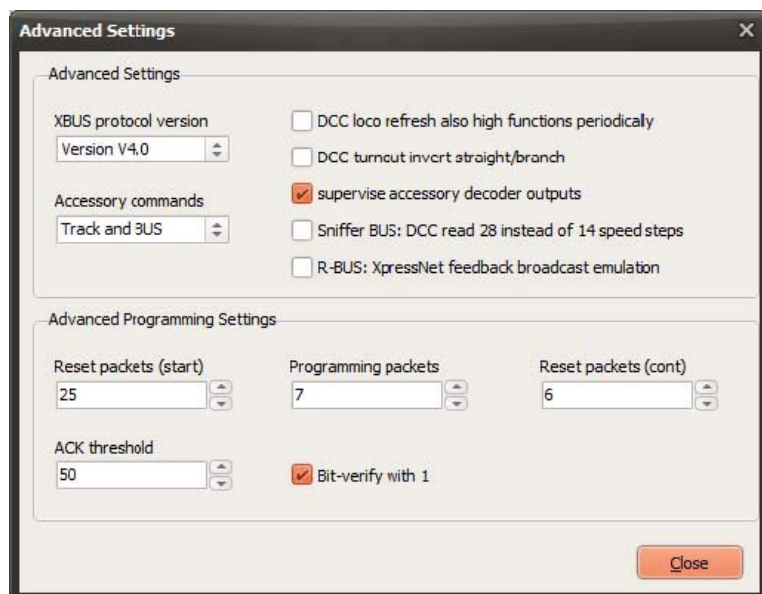 Advanced Settings
Advanced Settings
XBUS protocol version
Version V4.0
Accessory commands
Track and BUS
DCC loco refresh also high functions periodically
DCC turnout invert straight/branch
supervise accessory decoder outputs
Sniffer BUS: DCC read 28 instead of 14 speed steps
R-BUS: XpressNet feedback broadcast emulation
Advanced Programming Settings
Reset packets (start)
25
Programming packets
7
Reset packets (cont)
6
ACK threshold
50
Bit-verify with 1
Close